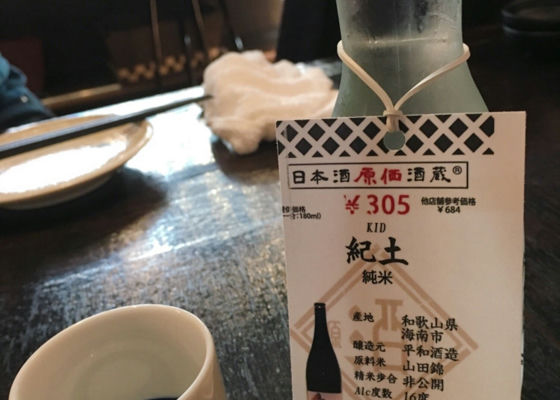 日本酒原価酒蔵®
¥305
価格
180ml)
他店舗参考価格
¥684
KID
紀土
純米
産地 和歌山県
海南市
醸造元 平和酒造
原料米 山田錦
精米歩合 非公開
Alc度数 16度